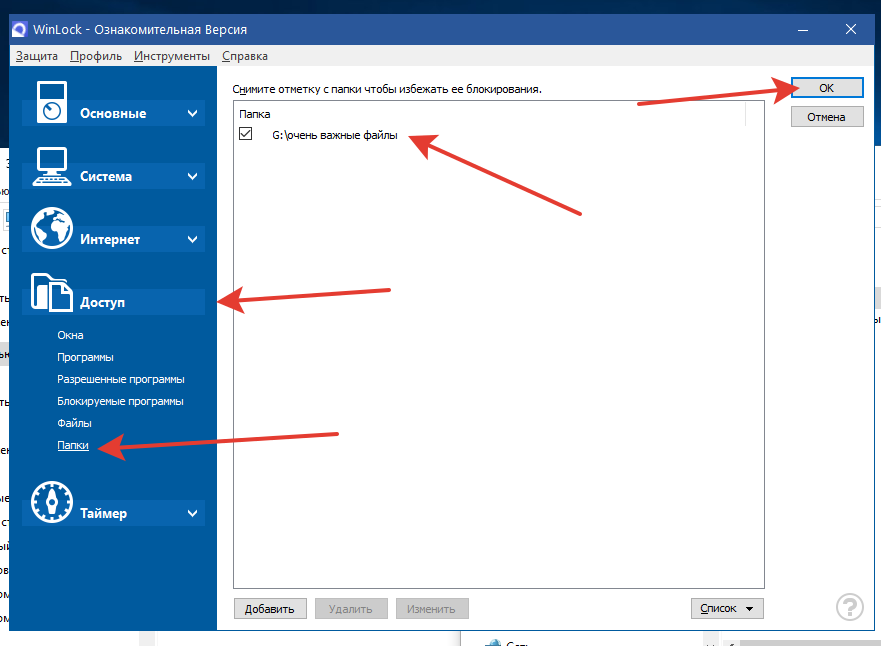 WinLock - Ознакомительная Версия
Защита Профиль Инструменты Справка
Снимите отметку с папки чтобы избежать ее блокирования.
OK
Отмена
Папка
G:\очень важные файлы
Основные
Система
Интернет
Доступ
Окна
Программы
Разрешенные программы
Блокируемые программы
Файлы
Папки
Таймер
Добавить Удалить Изменить Список
?